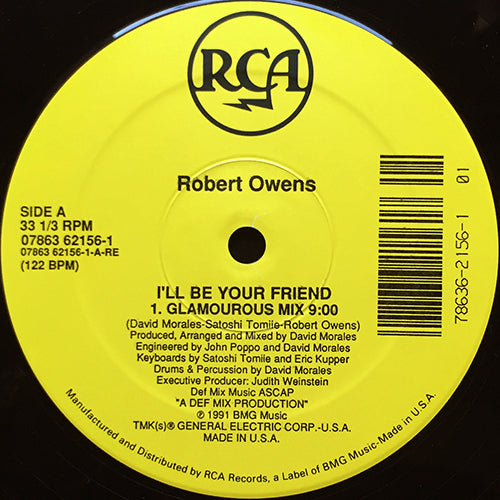 RCA
Robert Owens
SIDE A
33 1/3 RPM
07863 62156-1
07863 62156-1-A-RE
(122 BPM)
01
78636-2156-1
I'LL BE YOUR FRIEND
1. GLAMOUROUS MIX 9:00
(David Morales-Satoshi Tomiie-Robert Owens)
Produced, Arranged and Mixed by David Morales
Engineered by John Poppo and David Morales
Keyboards by Satoshi Tomiie and Eric Kupper
Drums & Percussion by David Morales
Executive Producer: Judith Weinstein
Def Mix Music ASCAP
"A DEF MIX PRODUCTION"
℗ 1991 BMG Music
TMK(s)® GENERAL ELECTRIC CORP.-U.S.A.
MADE IN U.S.A.
Manufactured and Distributed by RCA Records, a Label of BMG Music-Made in U.S.A.